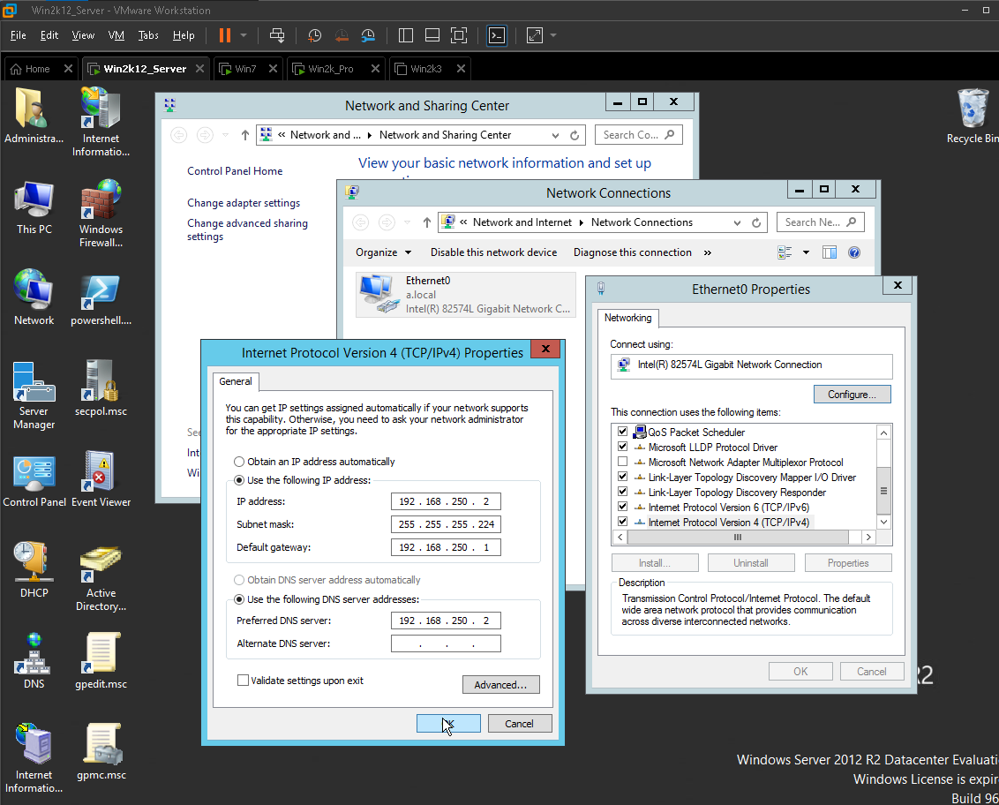 Win2k12_Server - VMware Workstation
File Edit View VM Tabs Help
Home Win2k12_Server Win7 Win2k_Pro Win2k3
Administra...
Internet
Informatio...
This PC
Windows
Firewall...
Network
powershell....
Server
Manager
secpol.msc
Control Panel
Event Viewer
DHCP
Active
Directory...
DNS
gpedit.msc
Internet
Informatio...
gpmc.msc
Recycle Bin
Network and Sharing Center
« Network and ... Network and Sharing Center
Search Co...
Control Panel Home
Change adapter settings
Change advanced sharing
settings
View your basic network information and set up
See
Int
Wi
Network Connections
« Network and Internet Network Connections
Search Ne...
Organize Disable this network device Diagnose this connection »
Ethernet0
a.local
Intel(R) 82574L Gigabit Network C...
Ethernet0 Properties
Networking
Connect using:
Intel(R) 82574L Gigabit Network Connection
Configure...
This connection uses the following items:
QoS Packet Scheduler
Microsoft LLDP Protocol Driver
Microsoft Network Adapter Multiplexor Protocol
Link-Layer Topology Discovery Mapper I/O Driver
Link-Layer Topology Discovery Responder
Internet Protocol Version 6 (TCP/IPv6)
Internet Protocol Version 4 (TCP/IPv4)
Install... Uninstall Properties
Description
Transmission Control Protocol/Internet Protocol. The default
wide area network protocol that provides communication
across diverse interconnected networks.
OK Cancel
Internet Protocol Version 4 (TCP/IPv4) Properties
General
You can get IP settings assigned automatically if your network supports
this capability. Otherwise, you need to ask your network administrator
for the appropriate IP settings.
Obtain an IP address automatically
Use the following IP address:
IP address: 192 . 168 . 250 . 2
Subnet mask: 255 . 255 . 255 . 224
Default gateway: 192 . 168 . 250 . 1
Obtain DNS server address automatically
Use the following DNS server addresses:
Preferred DNS server: 192 . 168 . 250 . 2
Alternate DNS server: . . .
Validate settings upon exit
Advanced...
Cancel
R2
Windows Server 2012 R2 Datacenter Evaluati
Windows License is expir
Build 96